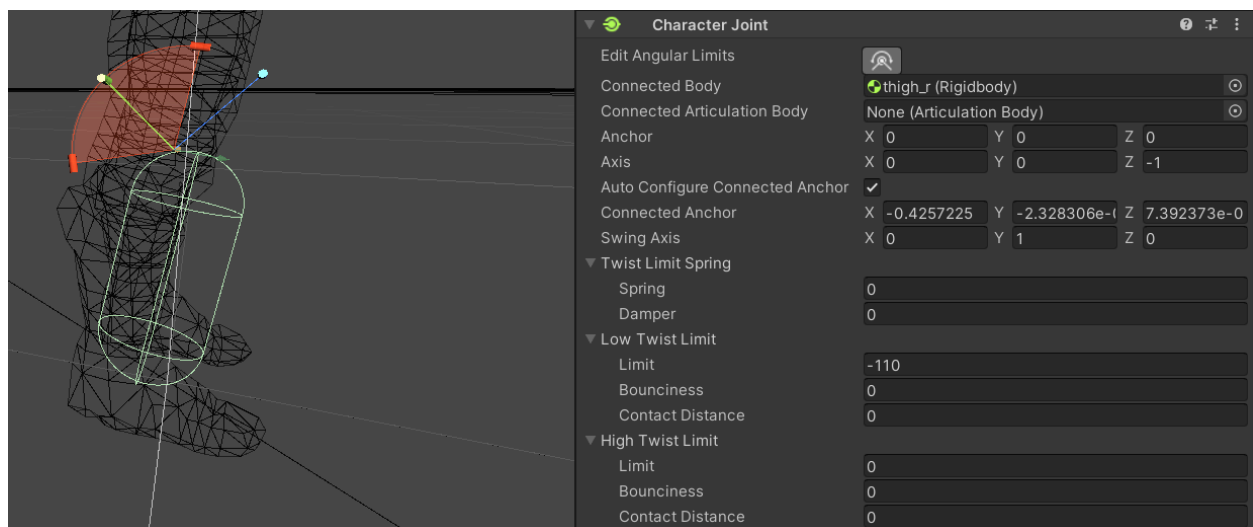 Character Joint
Edit Angular Limits
Connected Body thigh_r (Rigidbody)
Connected Articulation Body None (Articulation Body)
Anchor X 0 Y 0 Z 0
Axis X 0 Y 0 Z -1
Auto Configure Connected Anchor
Connected Anchor X -0.4257225 Y -2.328306e-( Z 7.392373e-0
Swing Axis X 0 Y 1 Z 0
Twist Limit Spring
Spring 0
Damper 0
Low Twist Limit
Limit -110
Bounciness 0
Contact Distance 0
High Twist Limit
Limit 0
Bounciness 0
Contact Distance 0